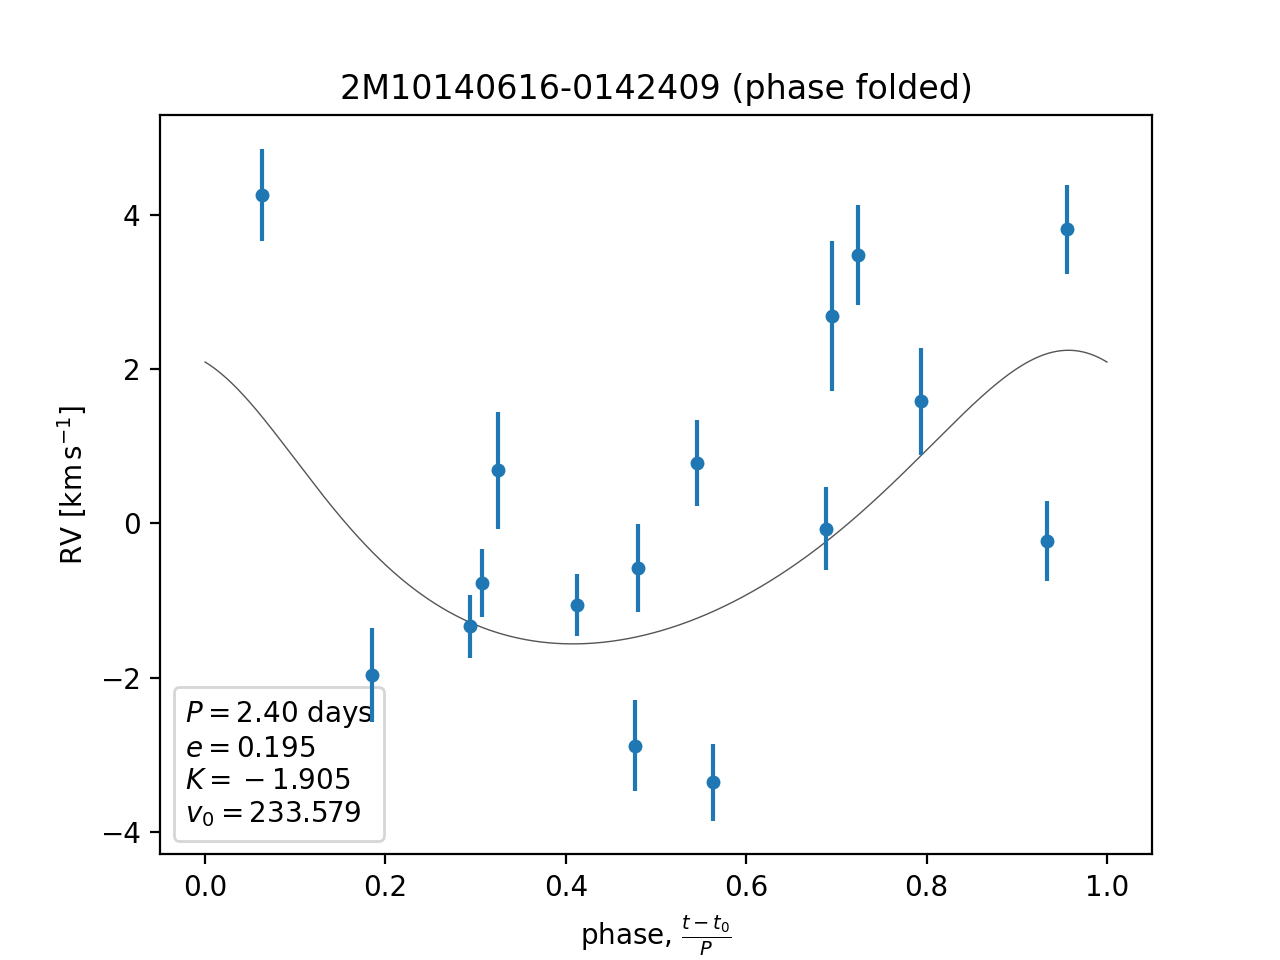 2M10140616-0142409 (phase folded)
RV [km s⁻¹]
4
2
0
−2
−4
P = 2.40 days
e = 0.195
K = −1.905
v₀ = 233.579
0.0 0.2 0.4 0.6 0.8 1.0
phase, (t − t₀)/P